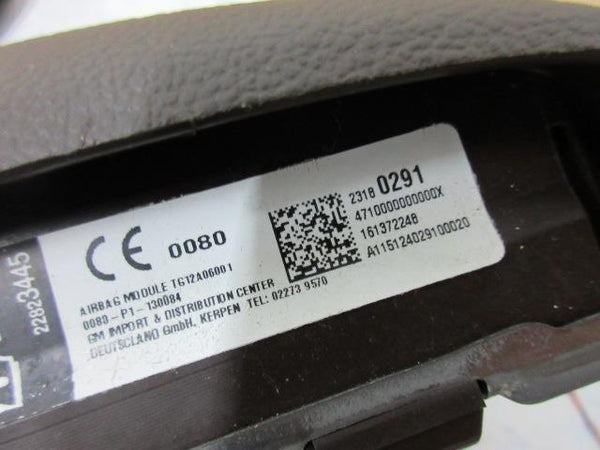 22823445
CE 0080
AIRBAG MODULE TG12A06001
0080-P1-130084
GM IMPORT & DISTRIBUTION CENTER
DEUTSCLAND GmbH. KERPEN TEL: 02273 9570
2318 0291
4710000000000X
161372248
A115124029100020